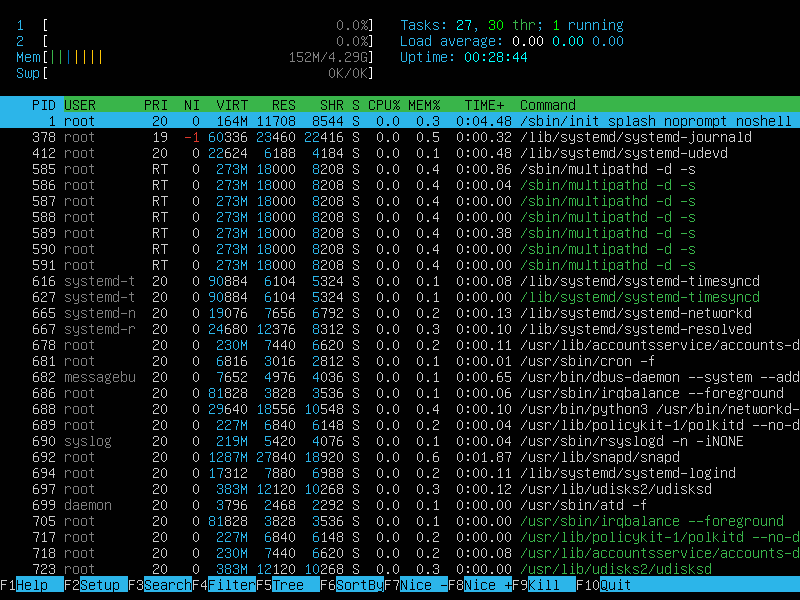 1 [ 0.0%] Tasks: 27, 30 thr; 1 running
2 [ 0.0%] Load average: 0.00 0.00 0.00
Mem[||||||| 152M/4.29G] Uptime: 00:28:44
Swp[ 0K/0K]
PID USER PRI NI VIRT RES SHR S CPU% MEM% TIME+ Command
1 root 20 0 164M 11708 8544 S 0.0 0.3 0:04.48 /sbin/init splash noprompt noshell
378 root 19 -1 60336 23460 22416 S 0.0 0.5 0:00.32 /lib/systemd/systemd-journald
412 root 20 0 22624 6188 4184 S 0.0 0.1 0:00.48 /lib/systemd/systemd-udevd
585 root RT 0 273M 18000 8208 S 0.0 0.4 0:00.86 /sbin/multipathd -d -s
586 root RT 0 273M 18000 8208 S 0.0 0.4 0:00.04 /sbin/multipathd -d -s
587 root RT 0 273M 18000 8208 S 0.0 0.4 0:00.00 /sbin/multipathd -d -s
588 root RT 0 273M 18000 8208 S 0.0 0.4 0:00.00 /sbin/multipathd -d -s
589 root RT 0 273M 18000 8208 S 0.0 0.4 0:00.38 /sbin/multipathd -d -s
590 root RT 0 273M 18000 8208 S 0.0 0.4 0:00.00 /sbin/multipathd -d -s
591 root RT 0 273M 18000 8208 S 0.0 0.4 0:00.00 /sbin/multipathd -d -s
616 systemd-t 20 0 90884 6104 5324 S 0.0 0.1 0:00.08 /lib/systemd/systemd-timesyncd
627 systemd-t 20 0 90884 6104 5324 S 0.0 0.1 0:00.00 /lib/systemd/systemd-timesyncd
665 systemd-n 20 0 19076 7656 6792 S 0.0 0.2 0:00.13 /lib/systemd/systemd-networkd
667 systemd-r 20 0 24680 12376 8312 S 0.0 0.3 0:00.10 /lib/systemd/systemd-resolved
678 root 20 0 230M 7440 6620 S 0.0 0.2 0:00.11 /usr/lib/accountsservice/accounts-d
681 root 20 0 6816 3016 2812 S 0.0 0.1 0:00.01 /usr/sbin/cron -f
682 messagebu 20 0 7652 4976 4036 S 0.0 0.1 0:00.65 /usr/bin/dbus-daemon --system --add
686 root 20 0 81828 3828 3536 S 0.0 0.1 0:00.06 /usr/sbin/irqbalance --foreground
688 root 20 0 29640 18556 10548 S 0.0 0.4 0:00.10 /usr/bin/python3 /usr/bin/networkd-
689 root 20 0 227M 6840 6148 S 0.0 0.2 0:00.04 /usr/lib/policykit-1/polkitd --no-d
690 syslog 20 0 219M 5420 4076 S 0.0 0.1 0:00.04 /usr/sbin/rsyslogd -n -iNONE
692 root 20 0 1287M 27840 18920 S 0.0 0.6 0:01.87 /usr/lib/snapd/snapd
694 root 20 0 17312 7880 6988 S 0.0 0.2 0:00.11 /lib/systemd/systemd-logind
697 root 20 0 383M 12120 10268 S 0.0 0.3 0:00.12 /usr/lib/udisks2/udisksd
699 daemon 20 0 3796 2468 2292 S 0.0 0.1 0:00.00 /usr/sbin/atd -f
705 root 20 0 81828 3828 3536 S 0.0 0.1 0:00.00 /usr/sbin/irqbalance --foreground
717 root 20 0 227M 6840 6148 S 0.0 0.2 0:00.00 /usr/lib/policykit-1/polkitd --no-d
718 root 20 0 230M 7440 6620 S 0.0 0.2 0:00.08 /usr/lib/accountsservice/accounts-d
723 root 20 0 383M 12120 10268 S 0.0 0.3 0:00.00 /usr/lib/udisks2/udisksd
F1Help F2Setup F3SearchF4FilterF5Tree F6SortByF7Nice -F8Nice +F9Kill F10Quit